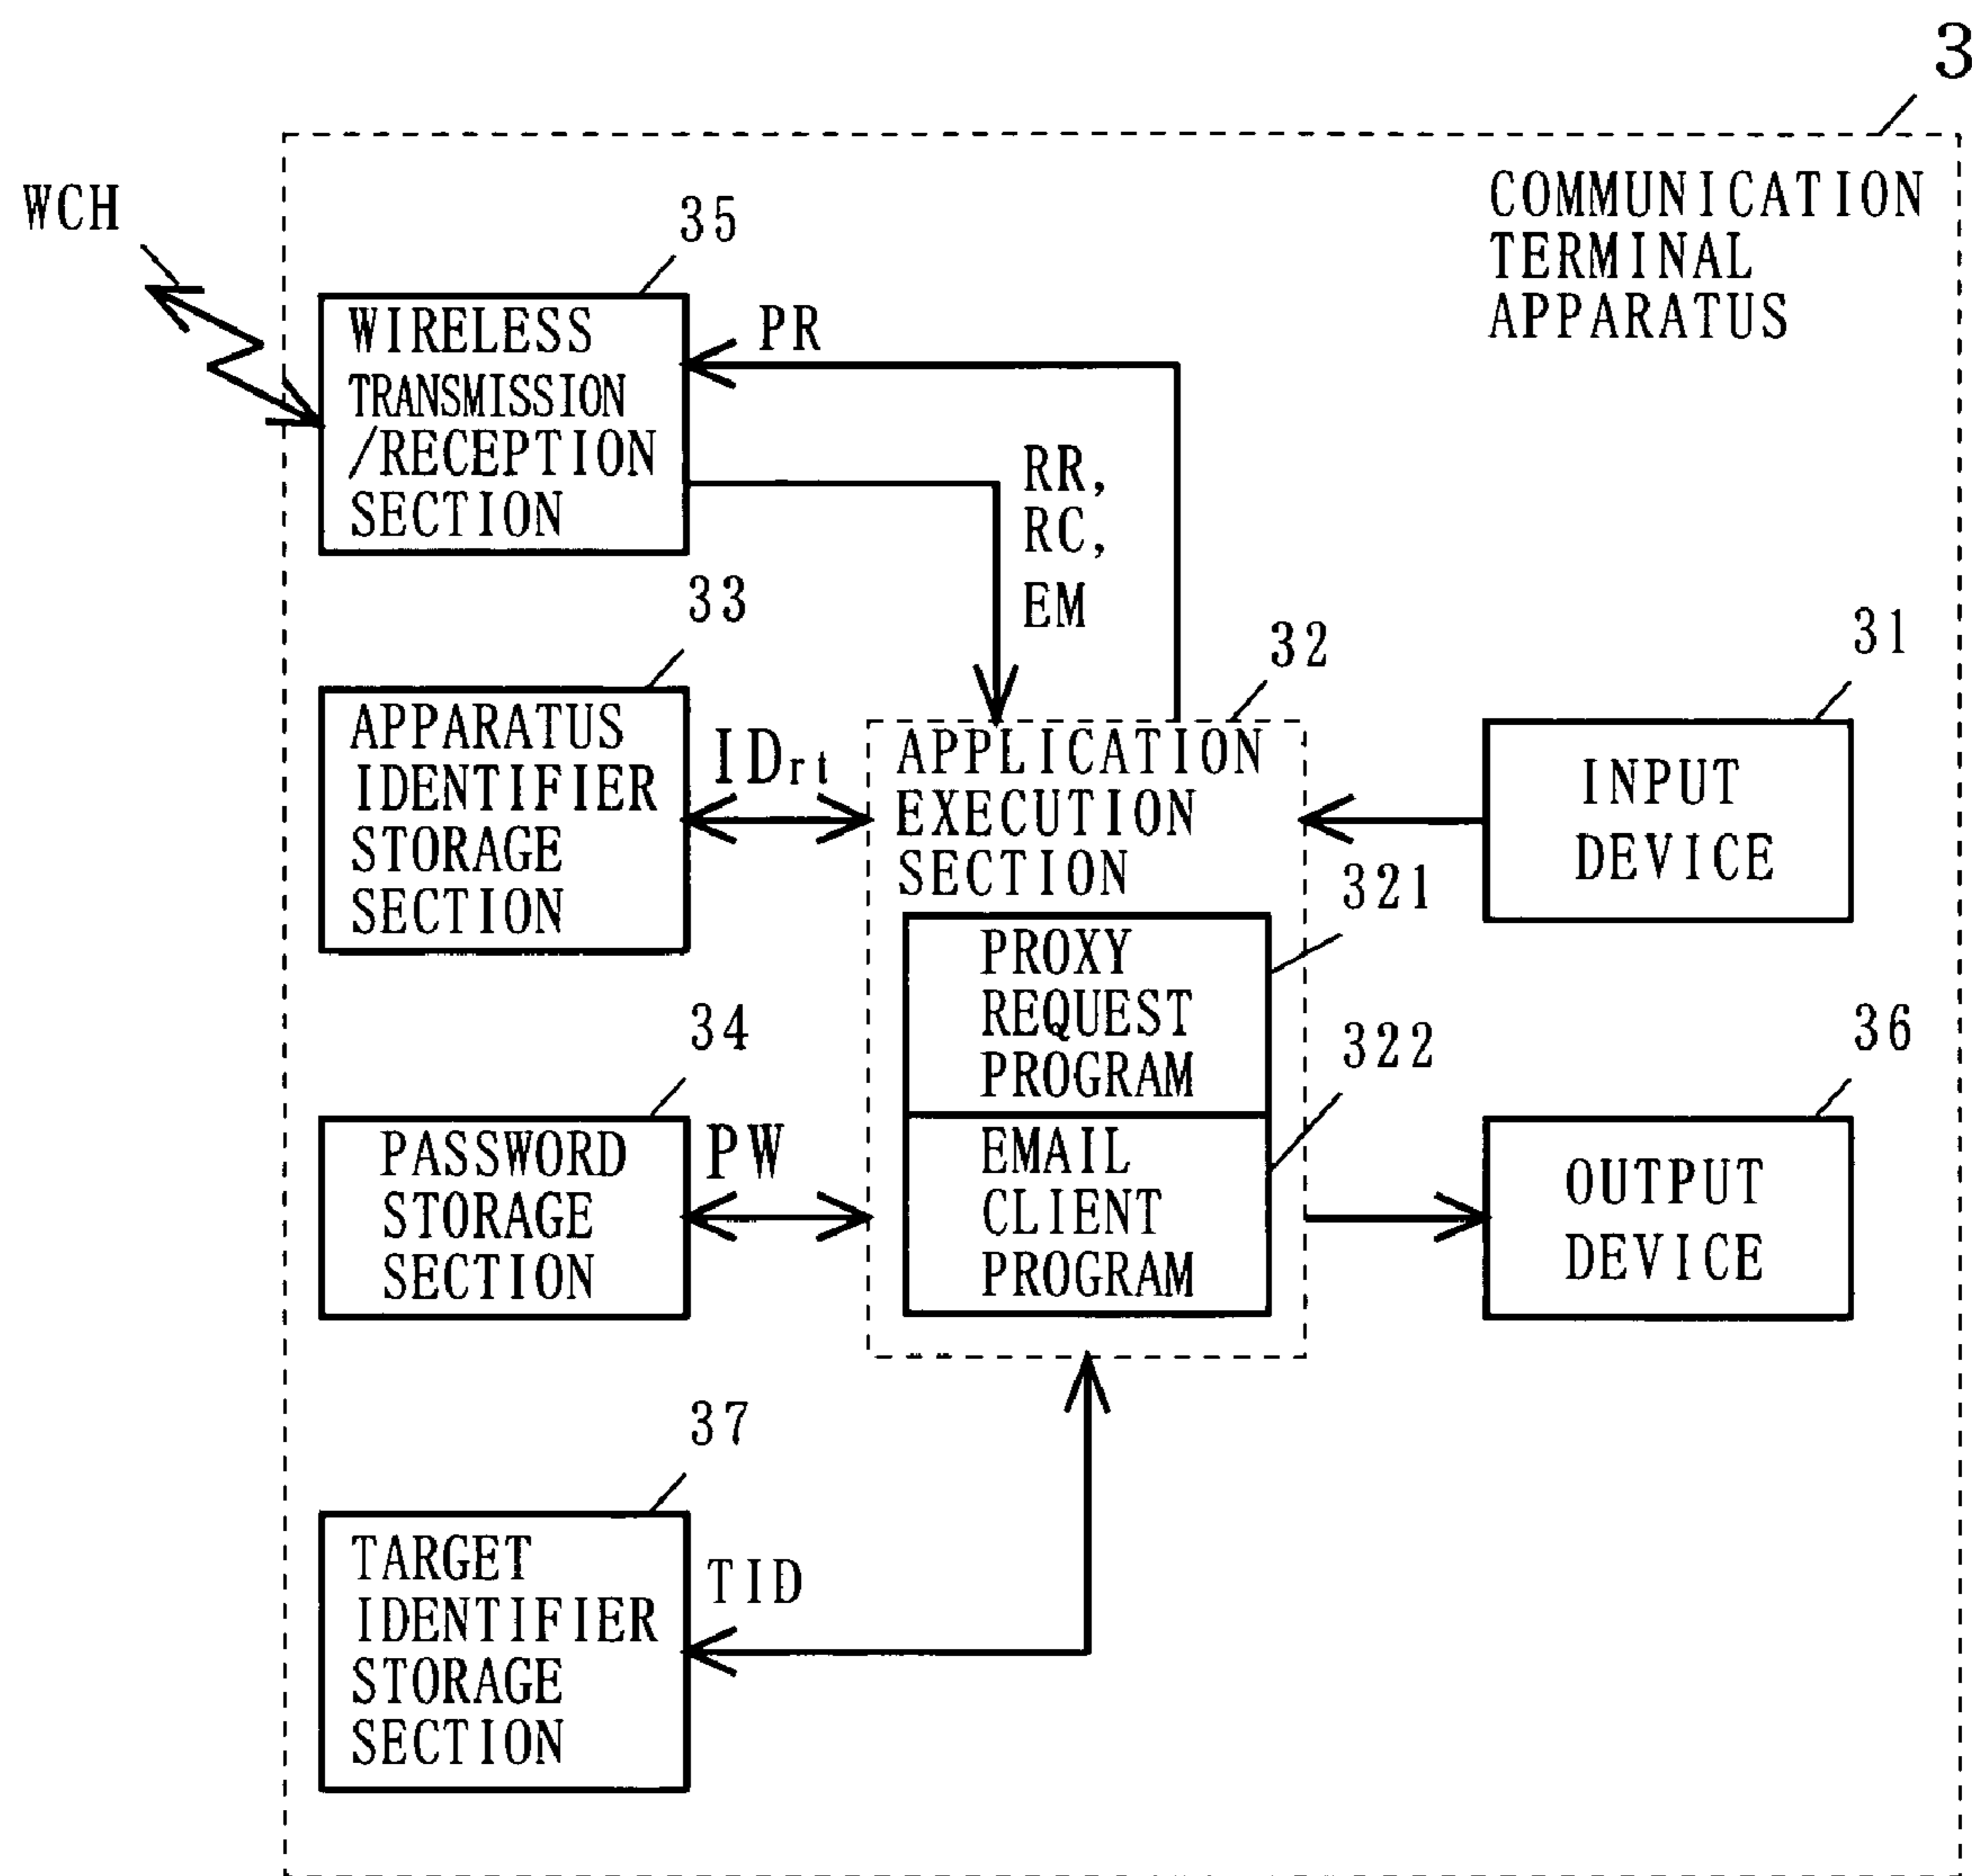 3
COMMUNICATION
TERMINAL
APPARATUS
WCH
35
WIRELESS
TRANSMISSION
/RECEPTION
SECTION
PR
RR,
RC,
EM
33
APPARATUS
IDENTIFIER
STORAGE
SECTION
IDrt
32
APPLICATION
EXECUTION
SECTION
31
INPUT
DEVICE
321
PROXY
REQUEST
PROGRAM
322
EMAIL
CLIENT
PROGRAM
34
PASSWORD
STORAGE
SECTION
PW
36
OUTPUT
DEVICE
37
TARGET
IDENTIFIER
STORAGE
SECTION
TID